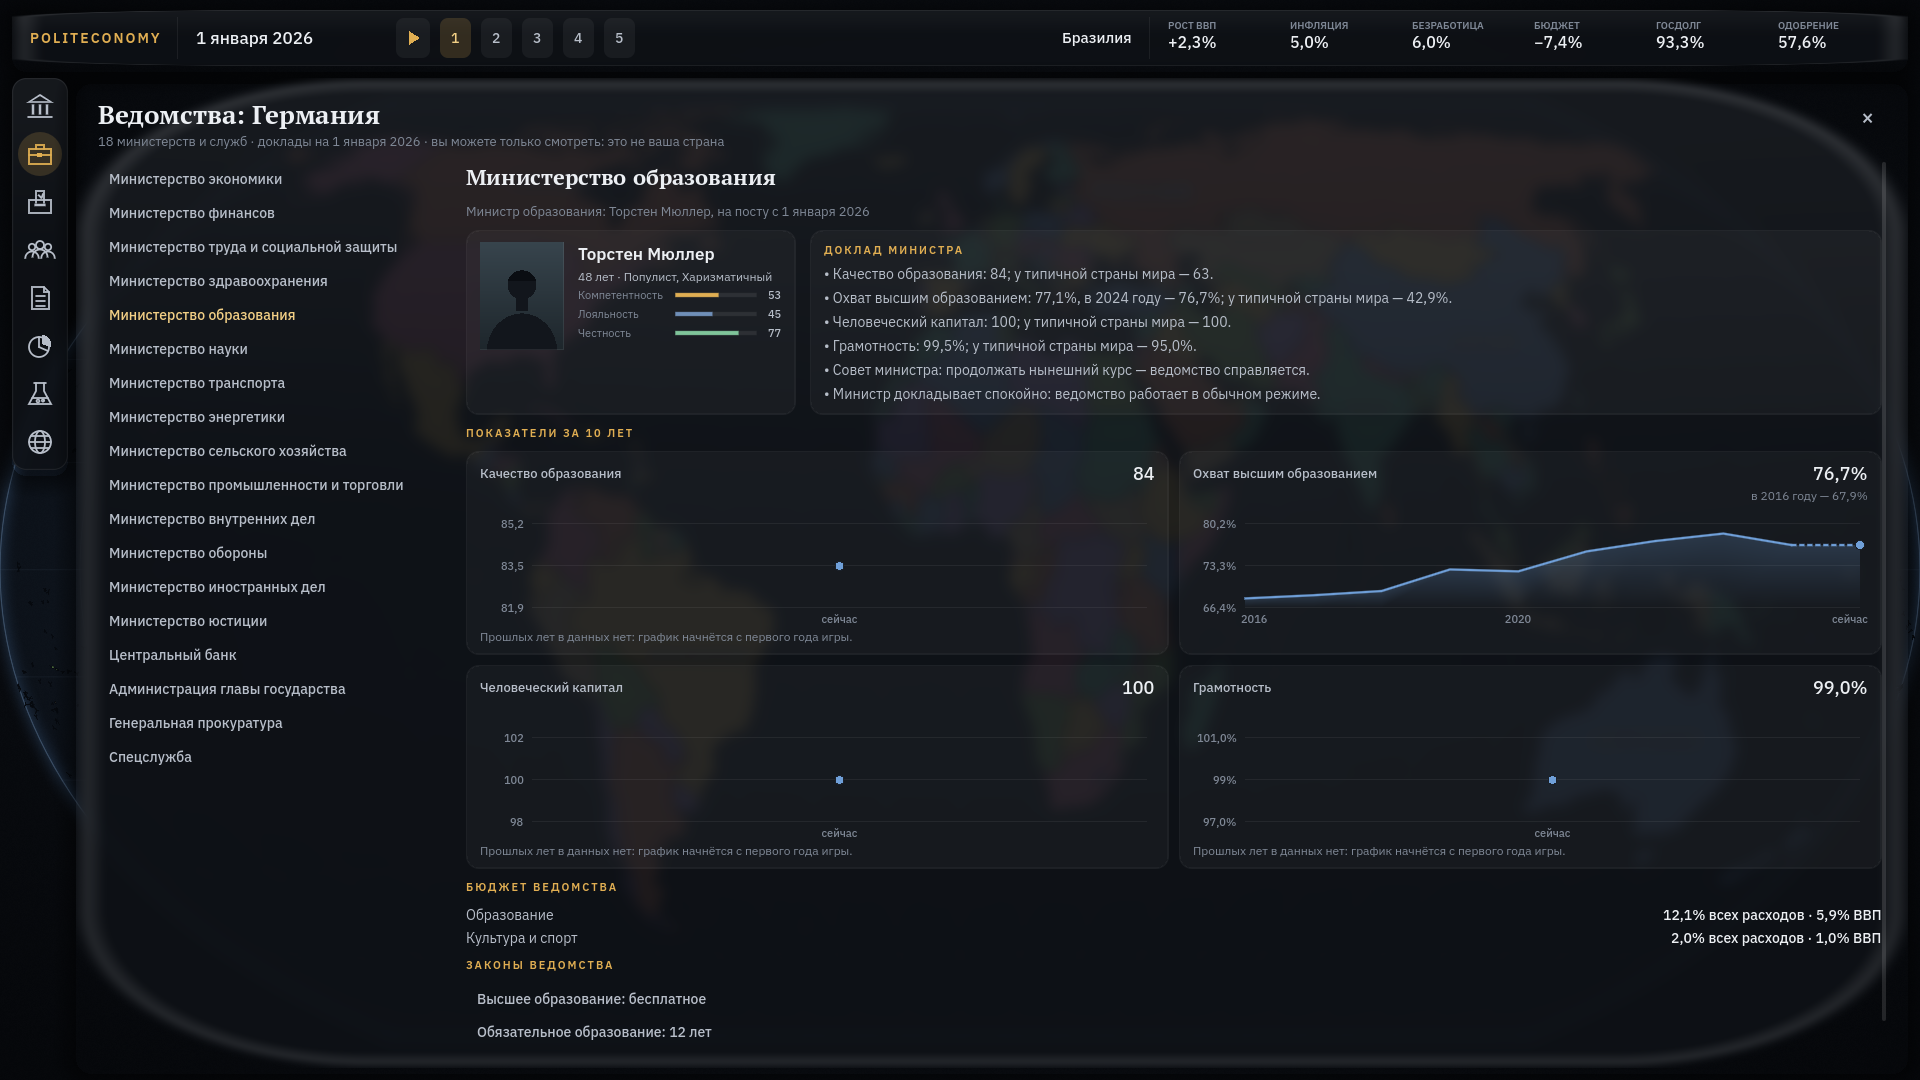 POLITECONOMY
1 января 2026
1 2 3 4 5
Бразилия
РОСТ ВВП ИНФЛЯЦИЯ БЕЗРАБОТИЦА БЮДЖЕТ ГОСДОЛГ ОДОБРЕНИЕ
+2,3% 5,0% 6,0% −7,4% 93,3% 57,6%
Ведомства: Германия
×
18 министерств и служб · доклады на 1 января 2026 · вы можете только смотреть: это не ваша страна
Министерство экономики
Министерство финансов
Министерство труда и социальной защиты
Министерство здравоохранения
Министерство образования
Министерство науки
Министерство транспорта
Министерство энергетики
Министерство сельского хозяйства
Министерство промышленности и торговли
Министерство внутренних дел
Министерство обороны
Министерство иностранных дел
Министерство юстиции
Центральный банк
Администрация главы государства
Генеральная прокуратура
Спецслужба
Министерство образования
Министр образования: Торстен Мюллер, на посту с 1 января 2026
Торстен Мюллер
48 лет · Популист, Харизматичный
Компетентность 53
Лояльность 45
Честность 77
ДОКЛАД МИНИСТРА
• Качество образования: 84; у типичной страны мира — 63.
• Охват высшим образованием: 77,1%, в 2024 году — 76,7%; у типичной страны мира — 42,9%.
• Человеческий капитал: 100; у типичной страны мира — 100.
• Грамотность: 99,5%; у типичной страны мира — 95,0%.
• Совет министра: продолжать нынешний курс — ведомство справляется.
• Министр докладывает спокойно: ведомство работает в обычном режиме.
ПОКАЗАТЕЛИ ЗА 10 ЛЕТ
Качество образования 84
85,2
83,5
81,9
сейчас
Прошлых лет в данных нет: график начнётся с первого года игры.
Охват высшим образованием 76,7%
в 2016 году — 67,9%
80,2%
73,3%
66,4%
2016 2020 сейчас
Человеческий капитал 100
102
100
98
сейчас
Прошлых лет в данных нет: график начнётся с первого года игры.
Грамотность 99,0%
101,0%
99%
97,0%
сейчас
Прошлых лет в данных нет: график начнётся с первого года игры.
БЮДЖЕТ ВЕДОМСТВА
Образование 12,1% всех расходов · 5,9% ВВП
Культура и спорт 2,0% всех расходов · 1,0% ВВП
ЗАКОНЫ ВЕДОМСТВА
Высшее образование: бесплатное
Обязательное образование: 12 лет